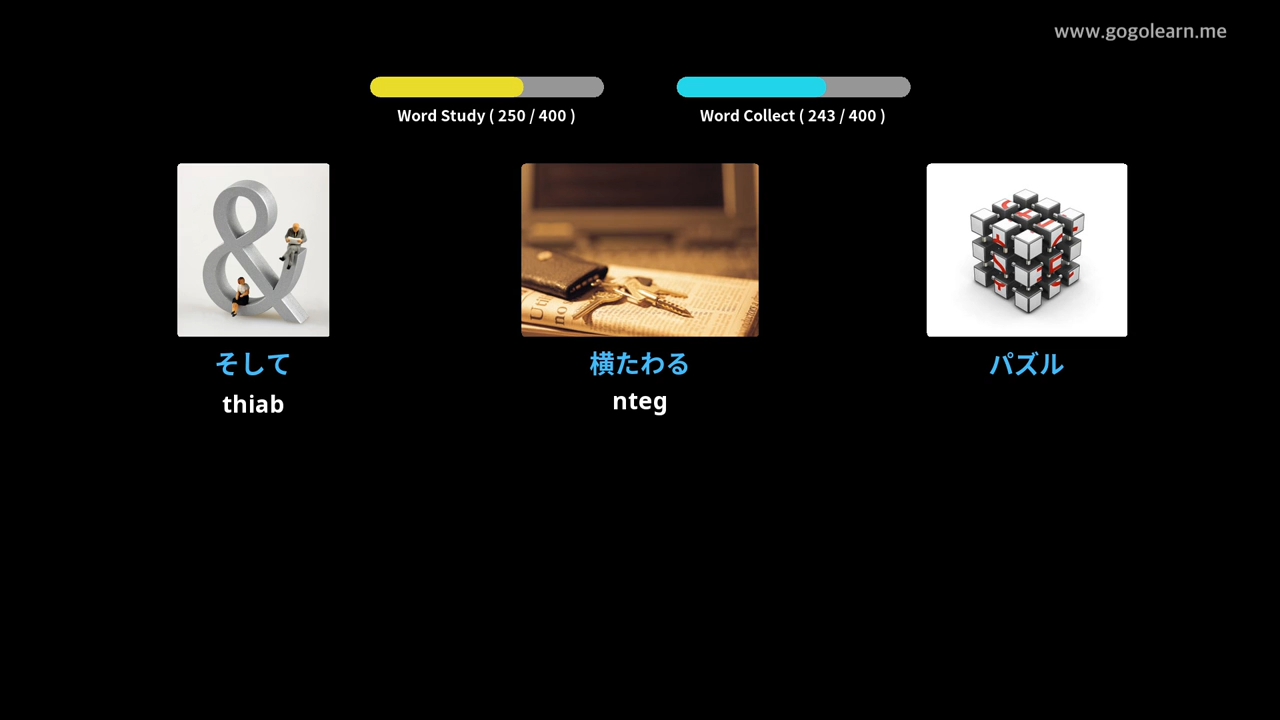 www.gogolearn.me
Word Study ( 250 / 400 )
Word Collect ( 243 / 400 )
そして
thiab
横たわる
nteg
パズル